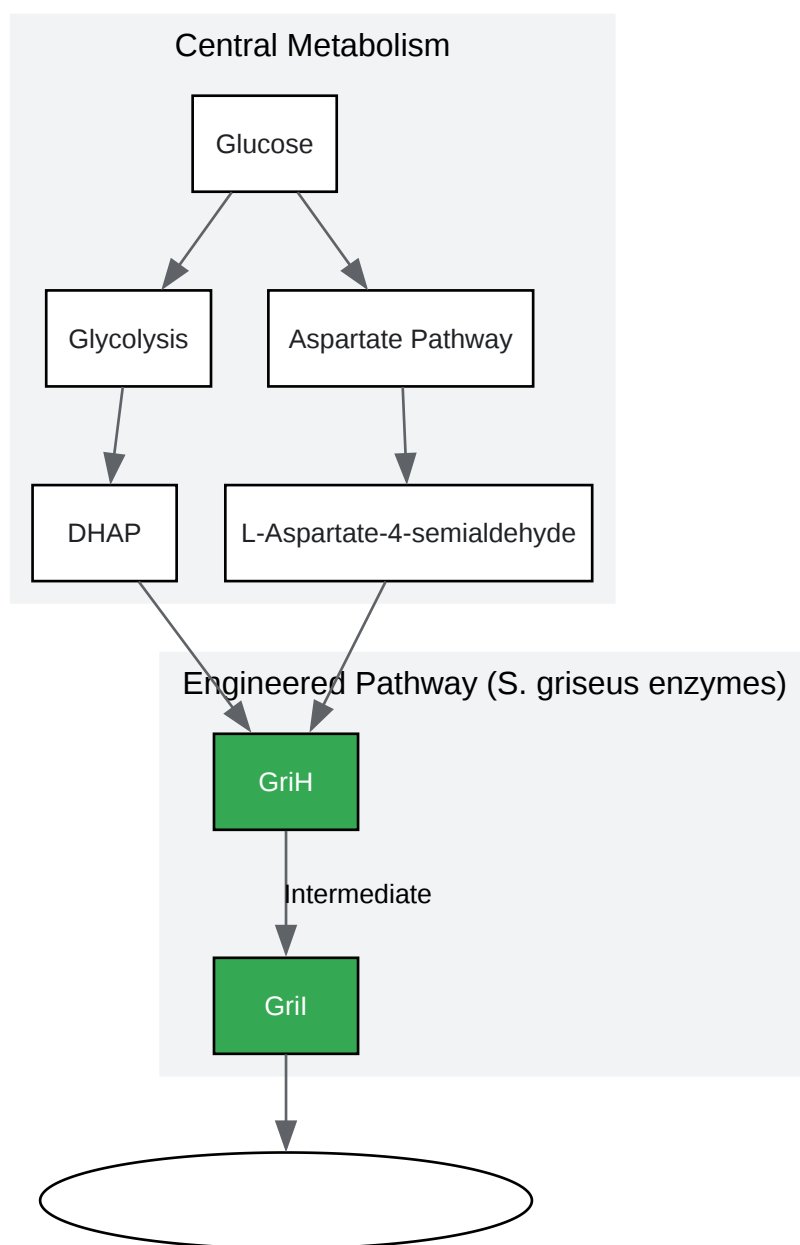 Central Metabolism
Glucose
Glycolysis
Aspartate Pathway
DHAP
L-Aspartate-4-semialdehyde
Engineered Pathway (S. griseus enzymes)
GriH
Intermediate
GriI